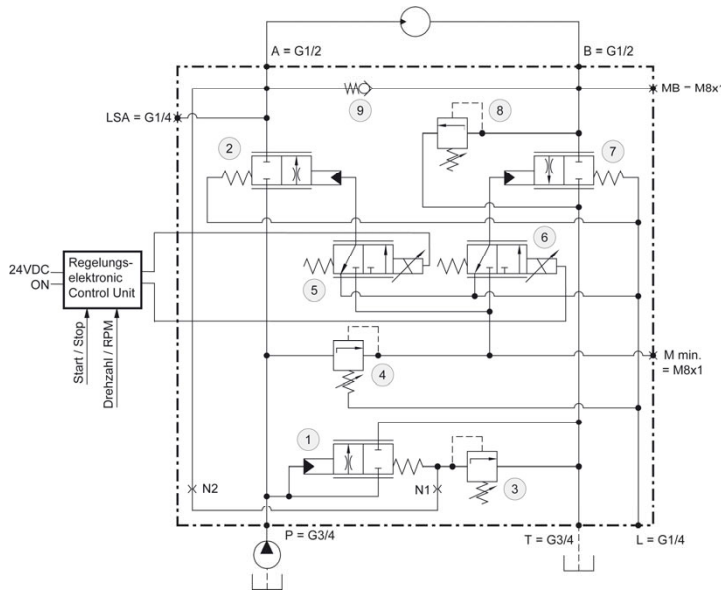 A = G1/2
B = G1/2
MB = M8x1
9
8
LSA = G1/4
2
7
6
24VDC
ON
Regelungs-
elektronic
Control Unit
5
Start / Stop
Drehzahl / RPM
4
M min.
= M8x1
1
N2
N1
3
P = G3/4
T = G3/4
L = G1/4